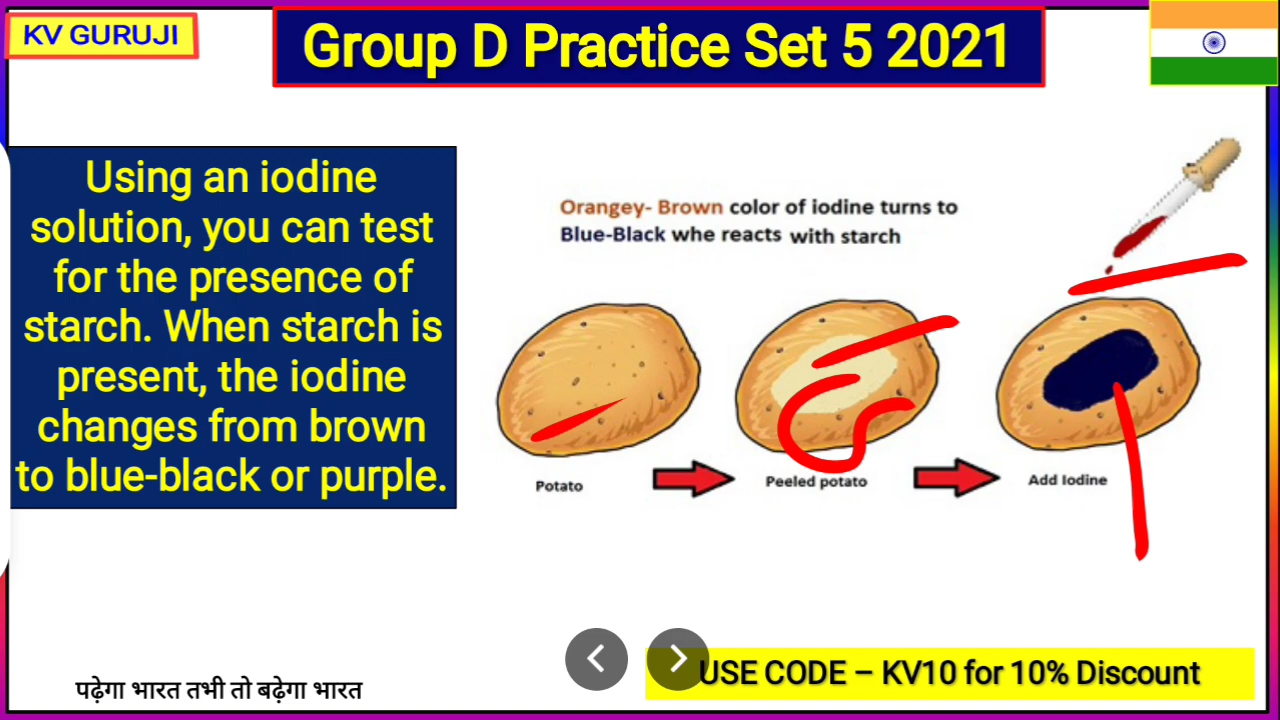 KV GURUJI
Group D Practice Set 5 2021
Using an iodine
solution, you can test
for the presence of
starch. When starch is
present, the iodine
changes from brown
to blue-black or purple.
Orangey- Brown color of iodine turns to
Blue-Black whe reacts with starch
Potato
Peeled potato
Add Iodine
पढ़ेगा भारत तभी तो बढ़ेगा भारत
USE CODE – KV10 for 10% Discount